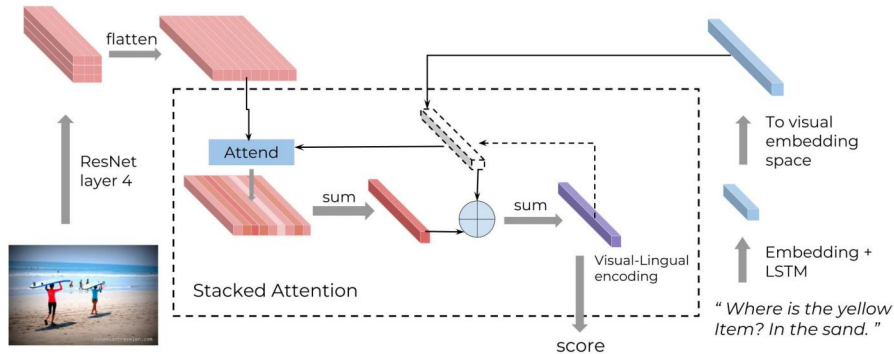 flatten
ResNet
layer 4
Attend
sum
sum
To visual
embedding
space
Stacked Attention
Visual-Lingual
encoding
Embedding +
LSTM
“ Where is the yellow
Item? In the sand. ”
score